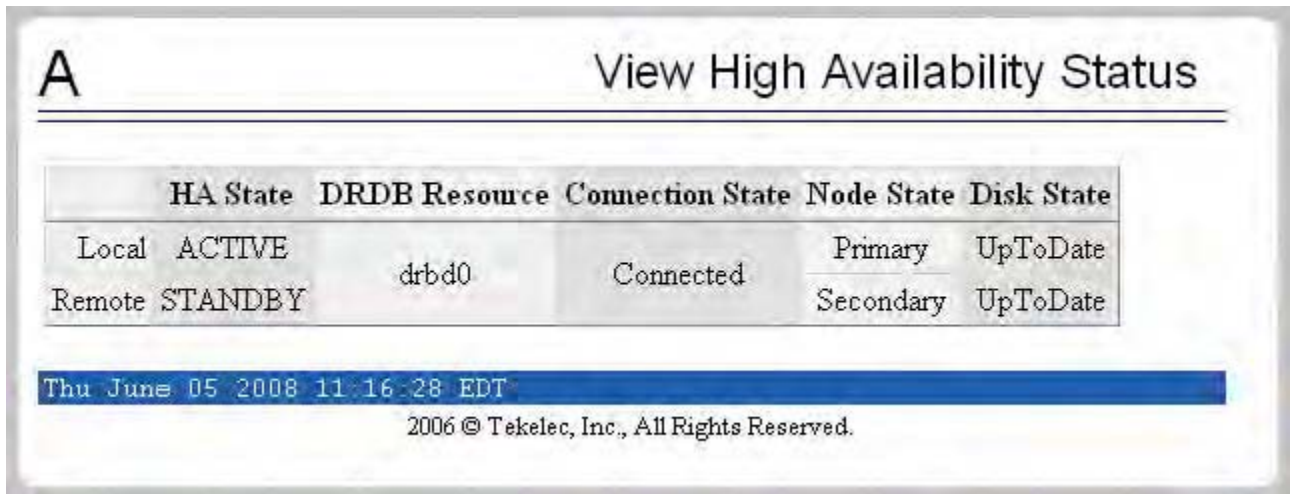 A
View High Availability Status
HA State DRDB Resource Connection State Node State Disk State
Local ACTIVE drbd0 Connected Primary UpToDate
Remote STANDBY Secondary UpToDate
Thu June 05 2008 11:16:28 EDT
2006 © Tekelec, Inc., All Rights Reserved.